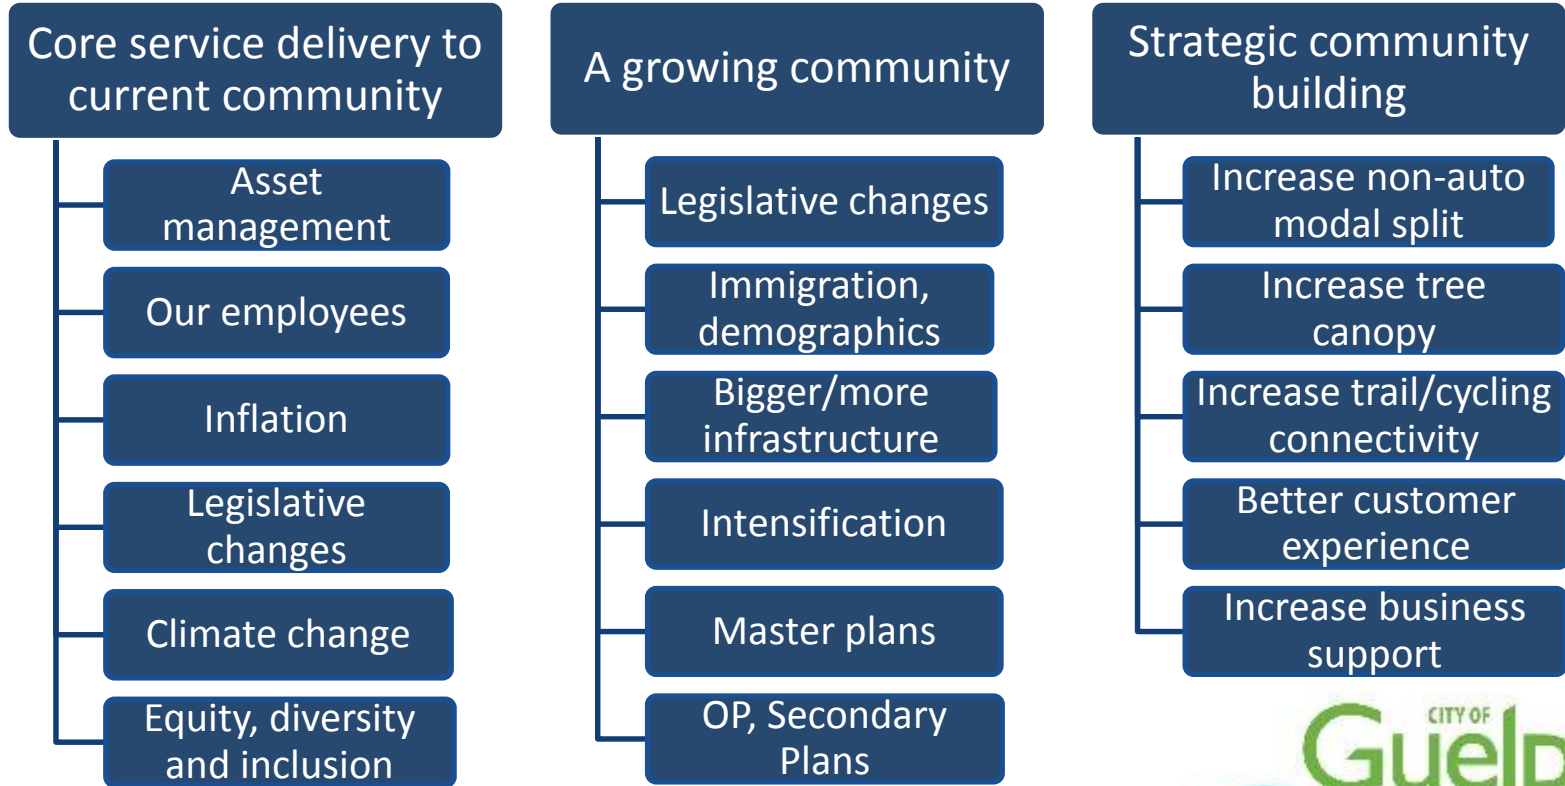 Core service delivery to
current community
Asset
management
Our employees
Inflation
Legislative
changes
Climate change
Equity, diversity
and inclusion
A growing community
Legislative changes
Immigration,
demographics
Bigger/more
infrastructure
Intensification
Master plans
OP, Secondary
Plans
Strategic community
building
Increase non-auto
modal split
Increase tree
canopy
Increase trail/cycling
connectivity
Better customer
experience
Increase business
support
CITY OF